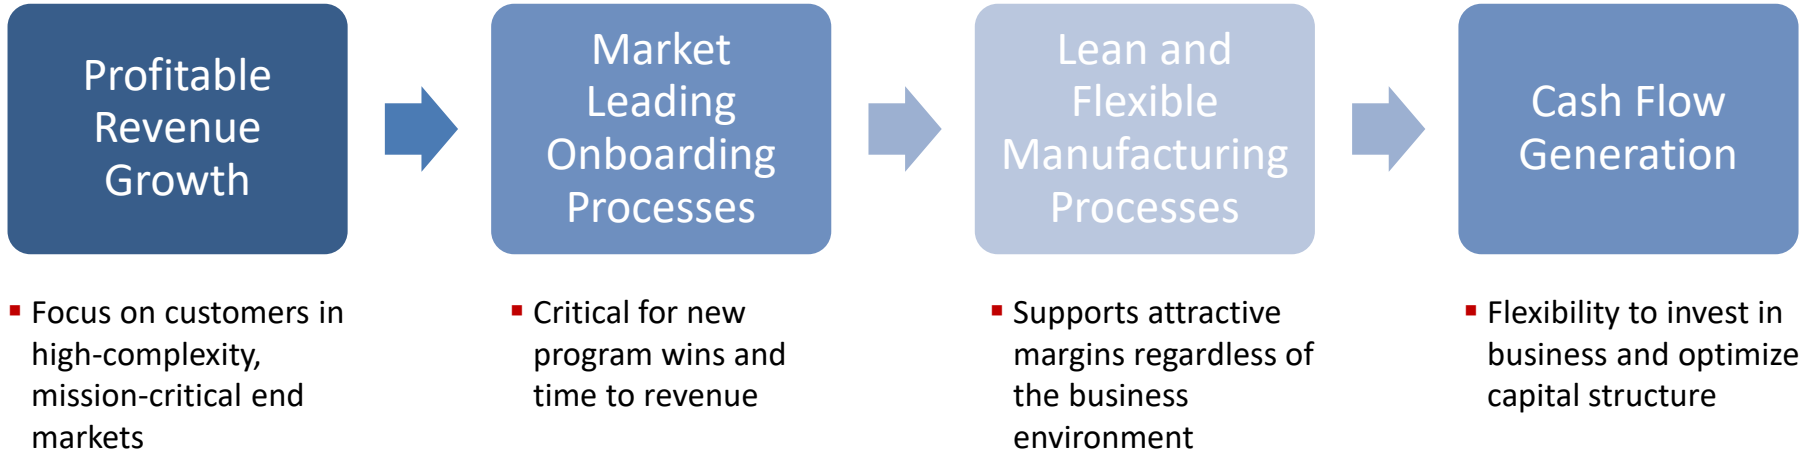 Profitable
Revenue
Growth
Market
Leading
Onboarding
Processes
Lean and
Flexible
Manufacturing
Processes
Cash Flow
Generation
▪ Focus on customers in
high-complexity,
mission-critical end
markets
▪ Critical for new
program wins and
time to revenue
▪ Supports attractive
margins regardless of
the business
environment
▪ Flexibility to invest in
business and optimize
capital structure